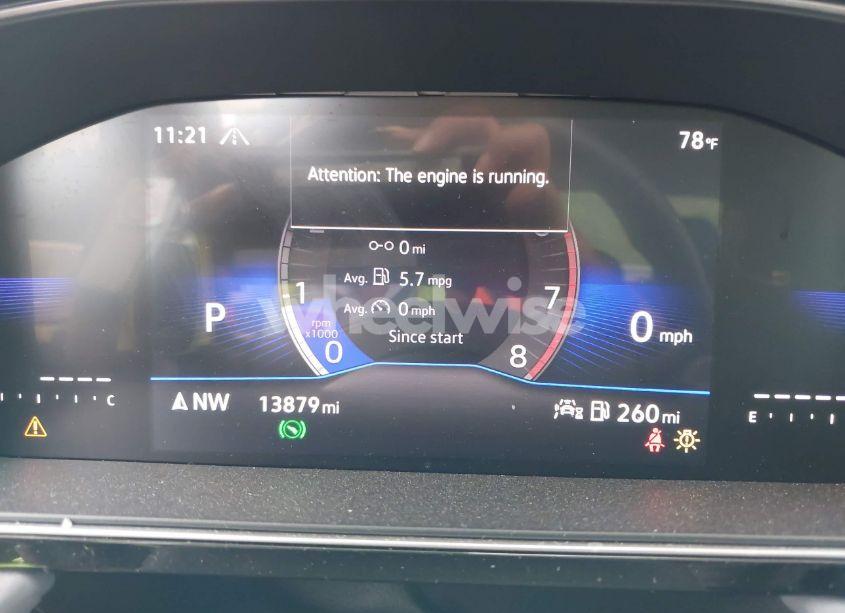 11:21
78°F
Attention: The engine is running.
0 mi
Avg. 5.7 mpg
Avg. 0 mph
Since start
1
7
rpm
x1000
0
8
P
0 mph
C
NW
13879 mi
260 mi
E
wheelwise